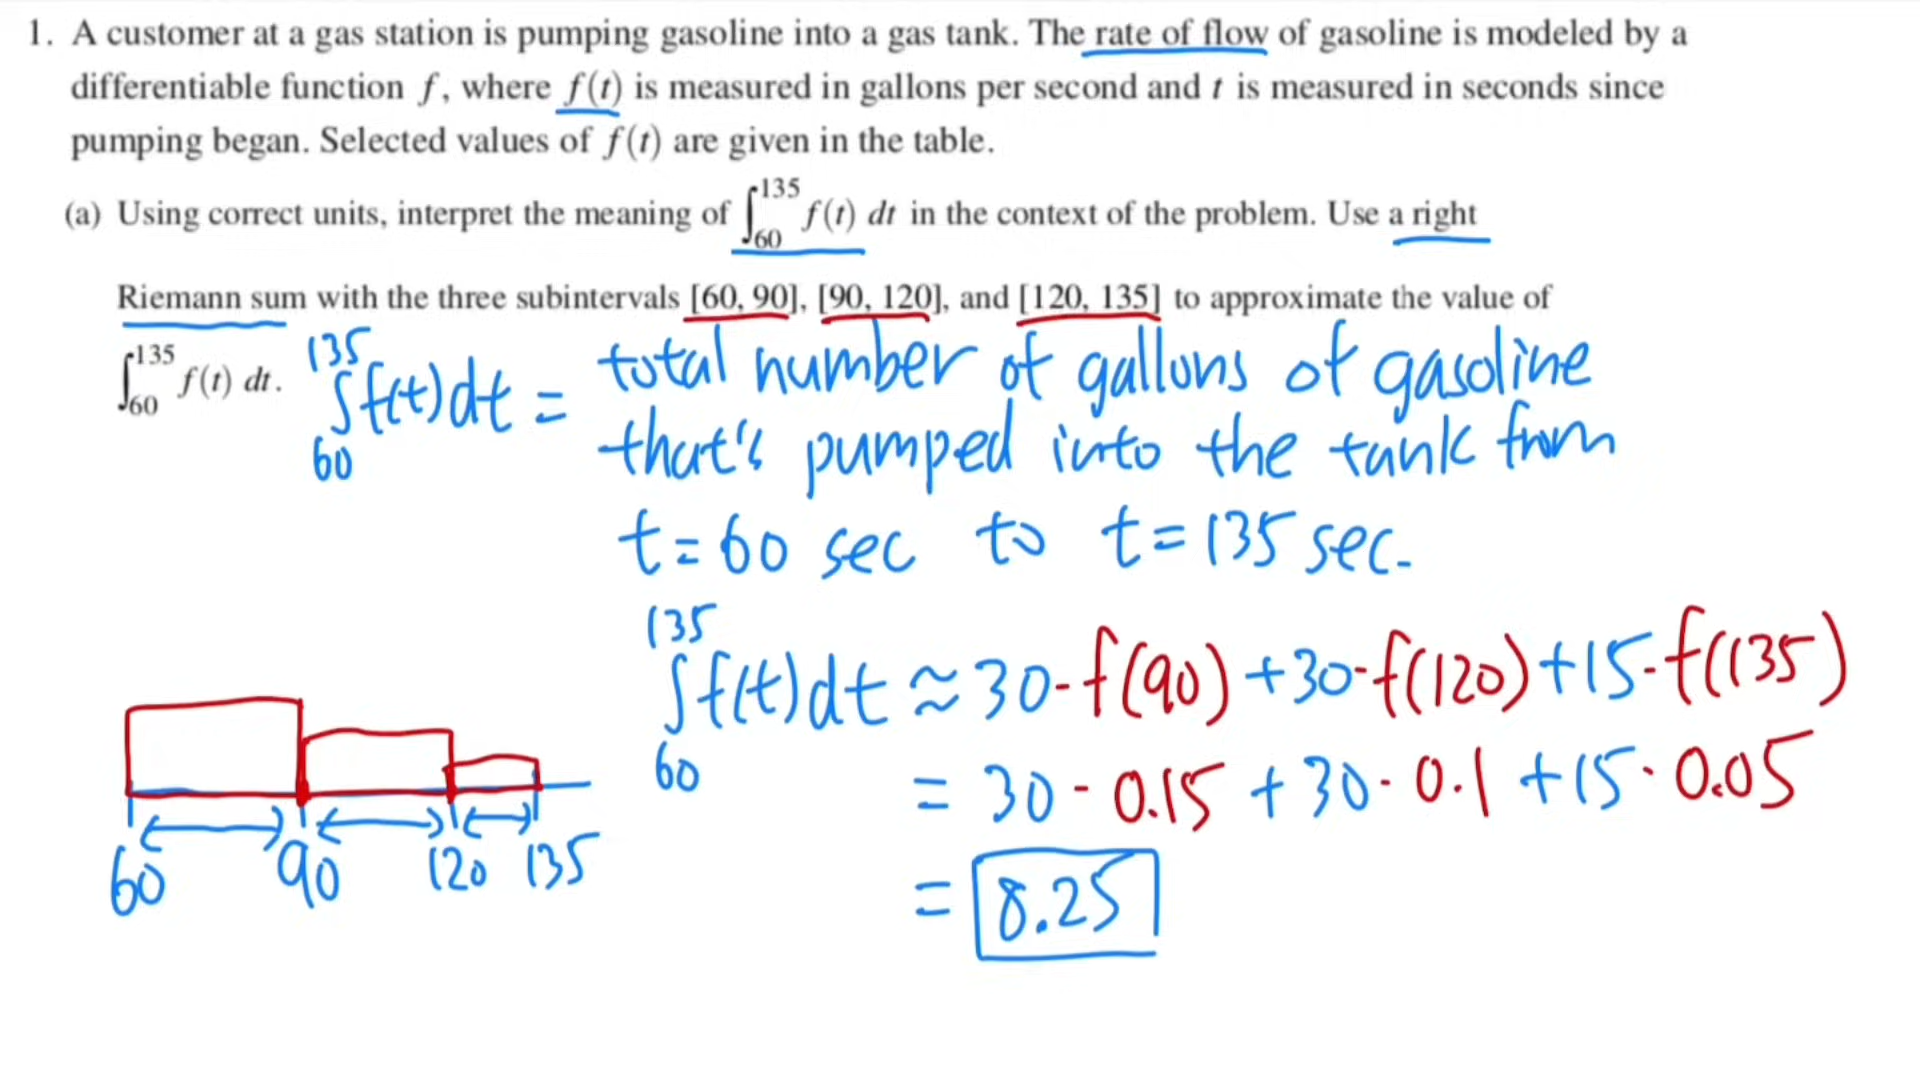 1. A customer at a gas station is pumping gasoline into a gas tank. The rate of flow of gasoline is modeled by a
differentiable function f, where f(t) is measured in gallons per second and t is measured in seconds since
pumping began. Selected values of f(t) are given in the table.
(a) Using correct units, interpret the meaning of ∫₆₀¹³⁵ f(t) dt in the context of the problem. Use a right
Riemann sum with the three subintervals [60, 90], [90, 120], and [120, 135] to approximate the value of
∫₆₀¹³⁵ f(t) dt.
∫₆₀¹³⁵ f(t)dt = total number of gallons of gasoline
that's pumped into the tank from
t=60 sec to t=135 sec.
∫₆₀¹³⁵ f(t)dt ≈ 30·f(90)+30·f(120)+15·f(135)
= 30·0.15+30·0.1+15·0.05
= 8.25
60 90 120 135